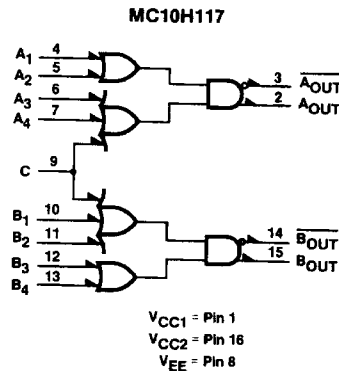 MC10H117
A1 4
A2 5
3 AOUT
A3 6
2 AOUT
A4 7
C 9
B1 10
B2 11
14 BOUT
B3 12
15 BOUT
B4 13
VCC1 = Pin 1
VCC2 = Pin 16
VEE = Pin 8